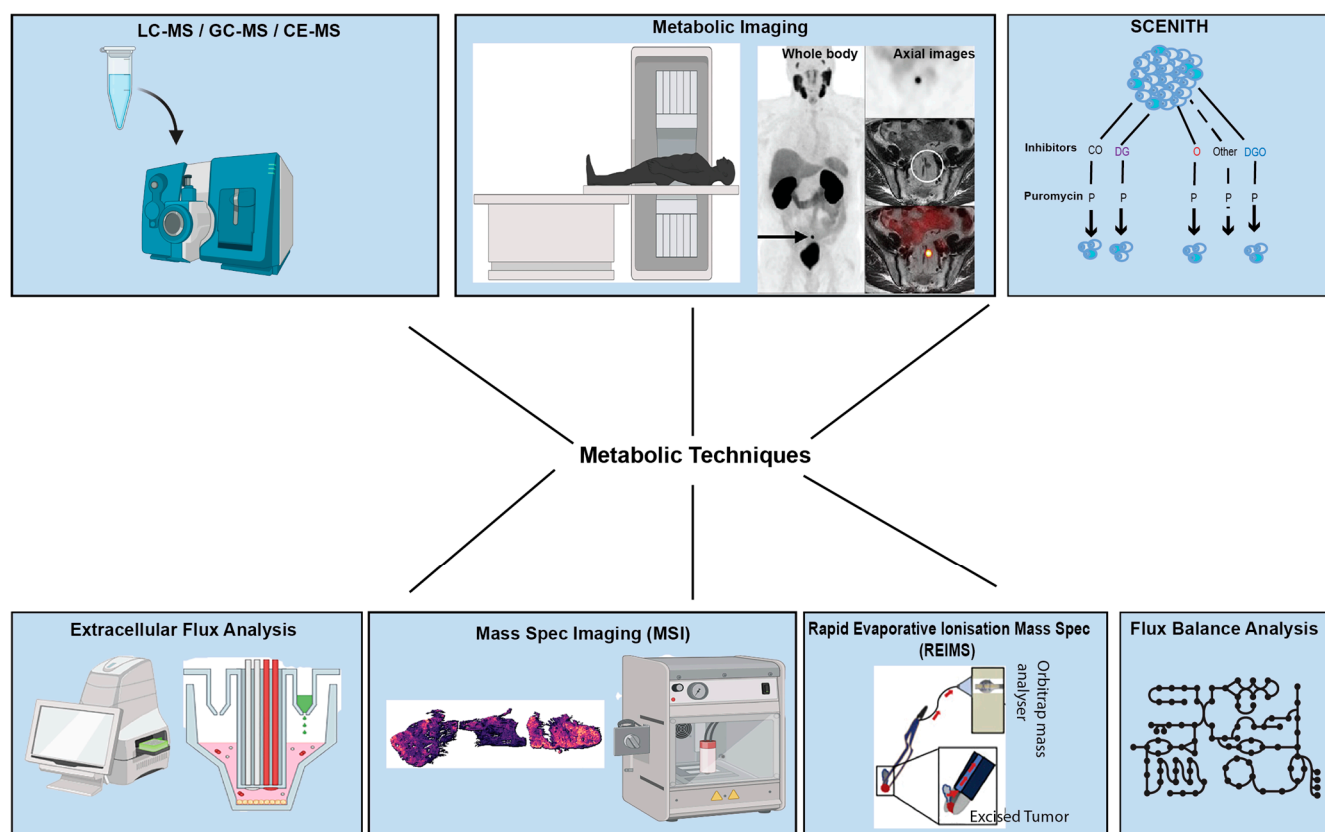 LC-MS / GC-MS / CE-MS
Metabolic Imaging
Whole body
Axial images
SCENITH
Inhibitors CO DG O Other DGO
Puromycin P P P P P
Metabolic Techniques
Extracellular Flux Analysis
Mass Spec Imaging (MSI)
Rapid Evaporative Ionisation Mass Spec
(REIMS)
Orbitrap mass
analyser
Excised Tumor
Flux Balance Analysis